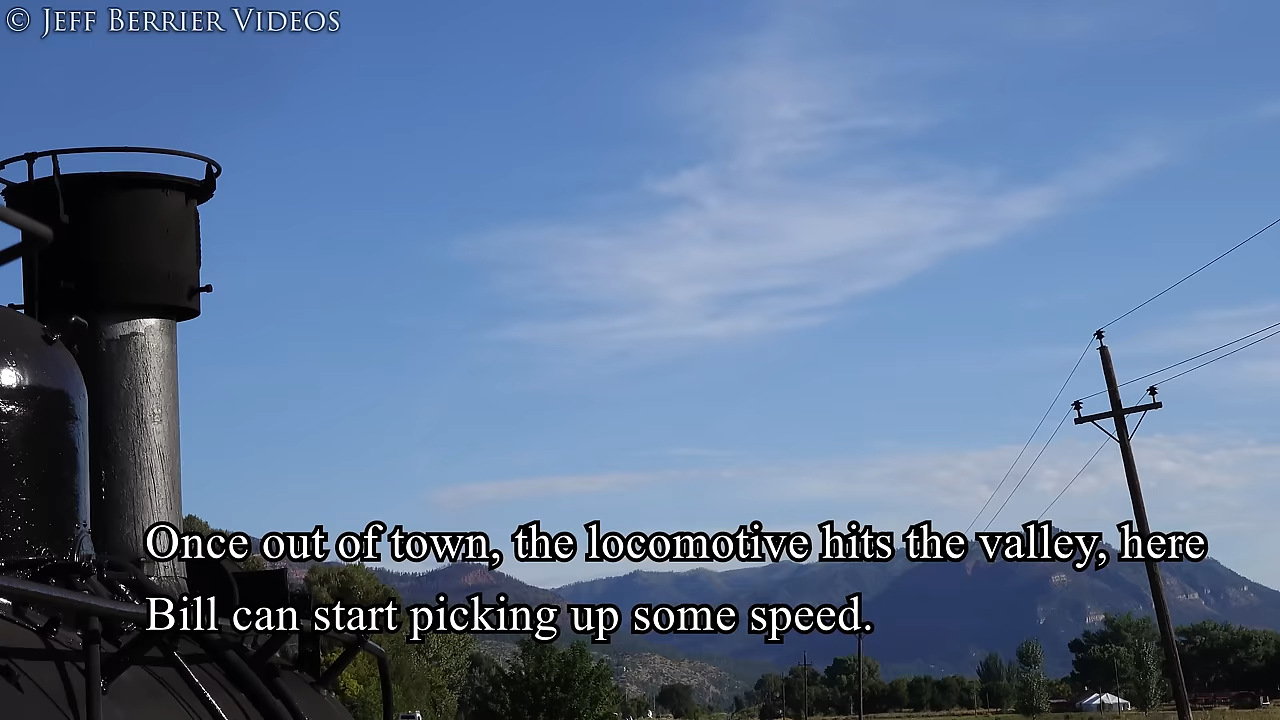 © Jeff Berrier Videos
Once out of town, the locomotive hits the valley, here
Bill can start picking up some speed.